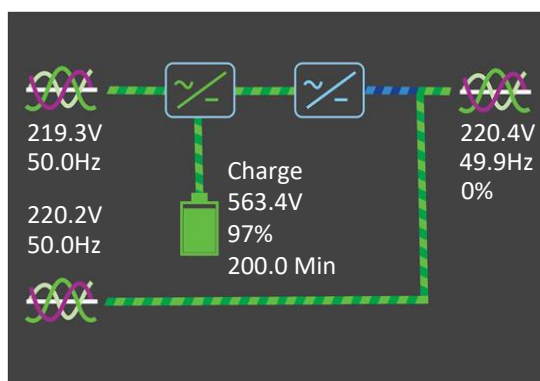 219.3V
50.0Hz
220.2V
50.0Hz
Charge
563.4V
97%
200.0 Min
220.4V
49.9Hz
0%